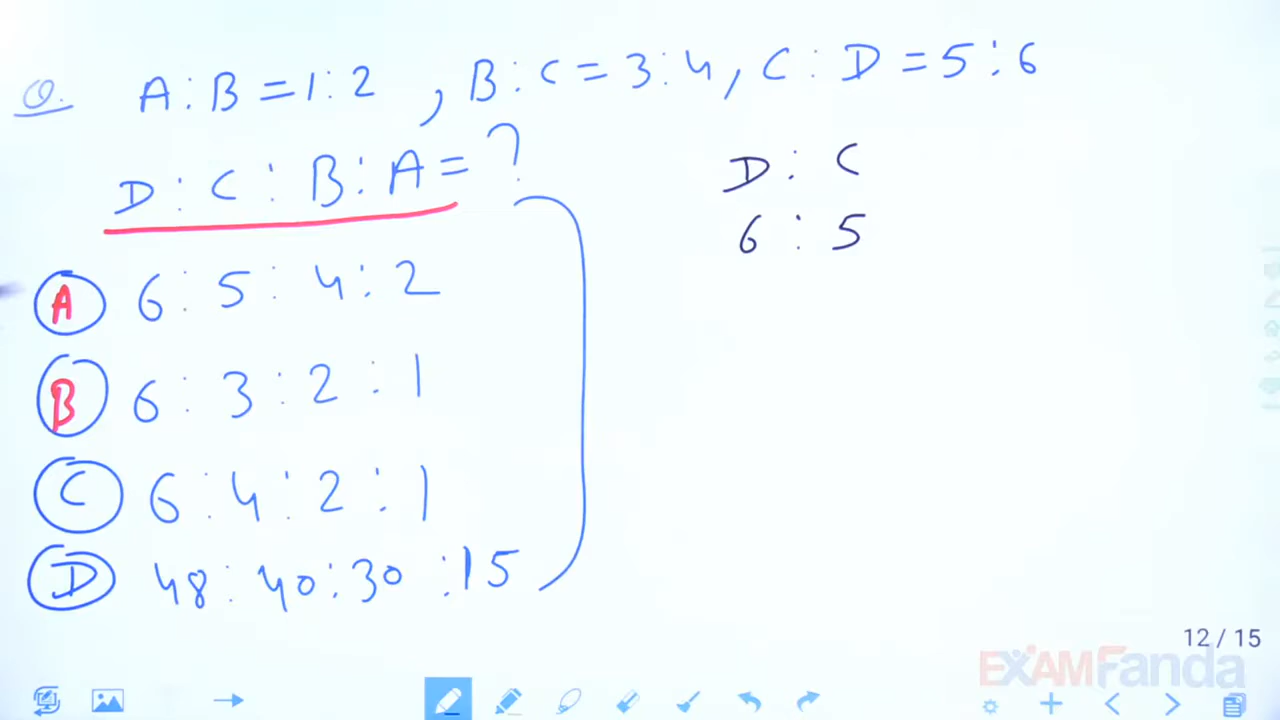 Q. A : B = 1 : 2 , B : C = 3 : 4 , C : D = 5 : 6
D : C : B : A = ?
A 6 : 5 : 4 : 2
B 6 : 3 : 2 : 1
C 6 : 4 : 2 : 1
D 48 : 40 : 30 : 15
D : C
6 : 5
12 / 15
EXAMFanda